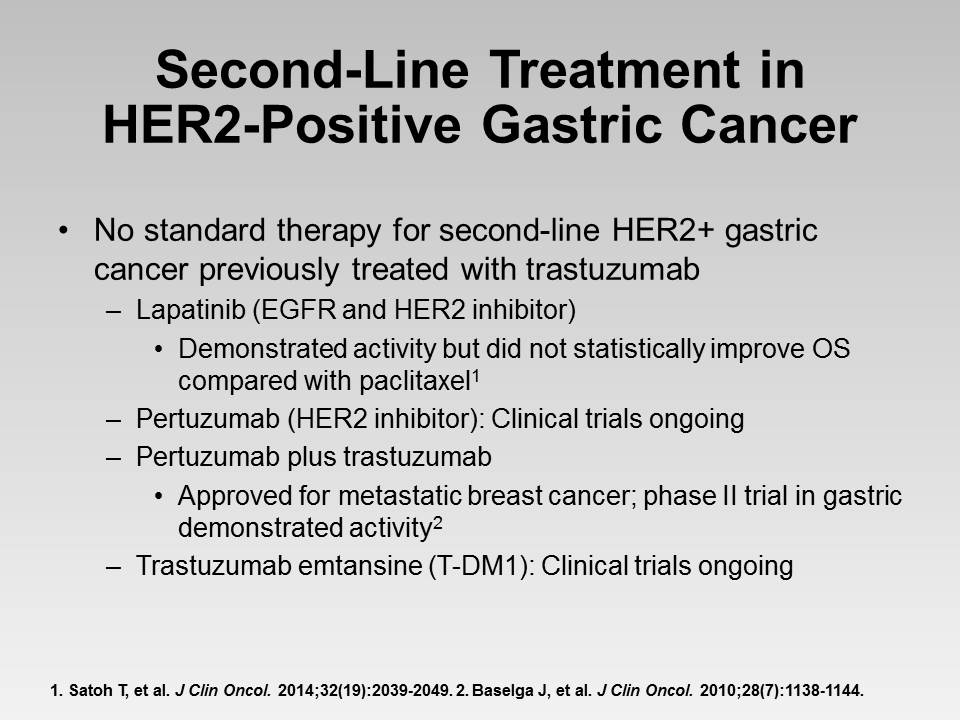 Second-Line Treatment in
HER2-Positive Gastric Cancer
• No standard therapy for second-line HER2+ gastric
cancer previously treated with trastuzumab
– Lapatinib (EGFR and HER2 inhibitor)
• Demonstrated activity but did not statistically improve OS
compared with paclitaxel1
– Pertuzumab (HER2 inhibitor): Clinical trials ongoing
– Pertuzumab plus trastuzumab
• Approved for metastatic breast cancer; phase II trial in gastric
demonstrated activity2
– Trastuzumab emtansine (T-DM1): Clinical trials ongoing
1. Satoh T, et al. J Clin Oncol. 2014;32(19):2039-2049. 2. Baselga J, et al. J Clin Oncol. 2010;28(7):1138-1144.